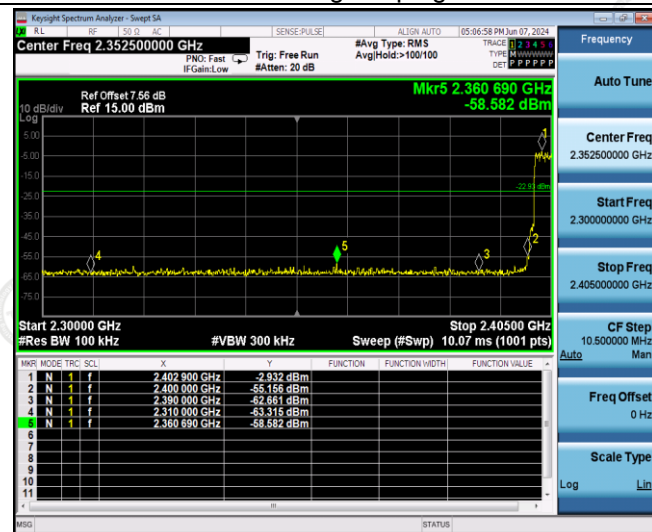 Keysight Spectrum Analyzer - Swept SA
LXI RL RF 50 Ω AC SENSE:PULSE ALIGN AUTO 05:06:58 PM Jun 07, 2024
Center Freq 2.352500000 GHz
PNO: Fast
IFGain:Low
Trig: Free Run
#Atten: 20 dB
#Avg Type: RMS
Avg|Hold:>100/100
TRACE 1 2 3 4 5 6
TYPE M W W W W W
DET P P P P P P
Frequency
Auto Tune
Center Freq
2.352500000 GHz
Start Freq
2.300000000 GHz
Stop Freq
2.405000000 GHz
CF Step
10.500000 MHz
Auto Man
Freq Offset
0 Hz
Scale Type
Log Lin
Mkr5 2.360 690 GHz
-58.582 dBm
Ref Offset 7.56 dB
10 dB/div Ref 15.00 dBm
Log
5.00
-5.00
-15.0
-25.0
-35.0
-45.0
-55.0
-65.0
-75.0
1
-22.93 dBm
2
3
4
5
Start 2.30000 GHz Stop 2.40500 GHz
#Res BW 100 kHz #VBW 300 kHz Sweep (#Swp) 10.07 ms (1001 pts)
MKR MODE TRC SCL X Y FUNCTION FUNCTION WIDTH FUNCTION VALUE
1 N 1 f 2.402 900 GHz -2.932 dBm
2 N 1 f 2.400 000 GHz -55.156 dBm
3 N 1 f 2.390 000 GHz -62.661 dBm
4 N 1 f 2.310 000 GHz -63.315 dBm
5 N 1 f 2.360 690 GHz -58.582 dBm
6
7
8
9
10
11
MSG STATUS